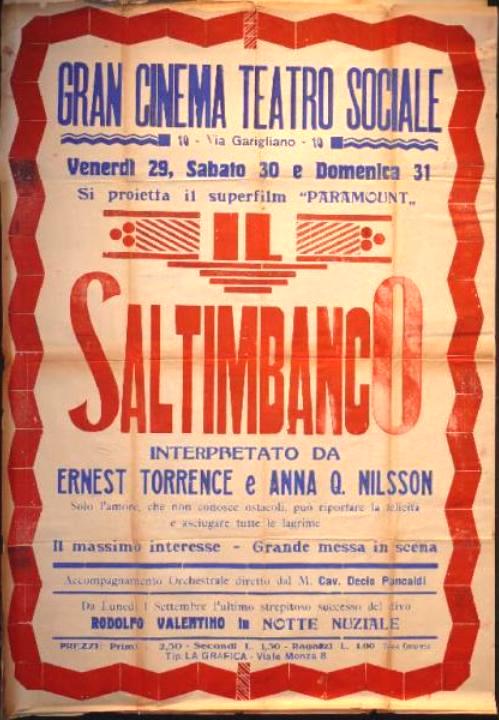 GRAN CINEMA TEATRO SOCIALE
10 - Via Garigliano - 10
Venerdì 29, Sabato 30 e Domenica 31
Si proietta il superfilm "PARAMOUNT„
IL
SALTIMBANCO
INTERPRETATO DA
ERNEST TORRENCE e ANNA Q. NILSSON
Solo l'amore, che non conosce ostacoli, può riportare la felicità
e asciugare tutte le lagrime
Il massimo interesse - Grande messa in scena
Accompagnamento Orchestrale diretto dal M. Cav. Decio Pancaldi
Da Lunedì 1 Settembre l'ultimo strepitoso successo del divo
RODOLFO VALENTINO in NOTTE NUZIALE
PREZZI: Primi 2,50 - Secondi L. 1,50 - Ragazzi L. 1,00
Tip. LA GRAFICA - Viale Monza 8